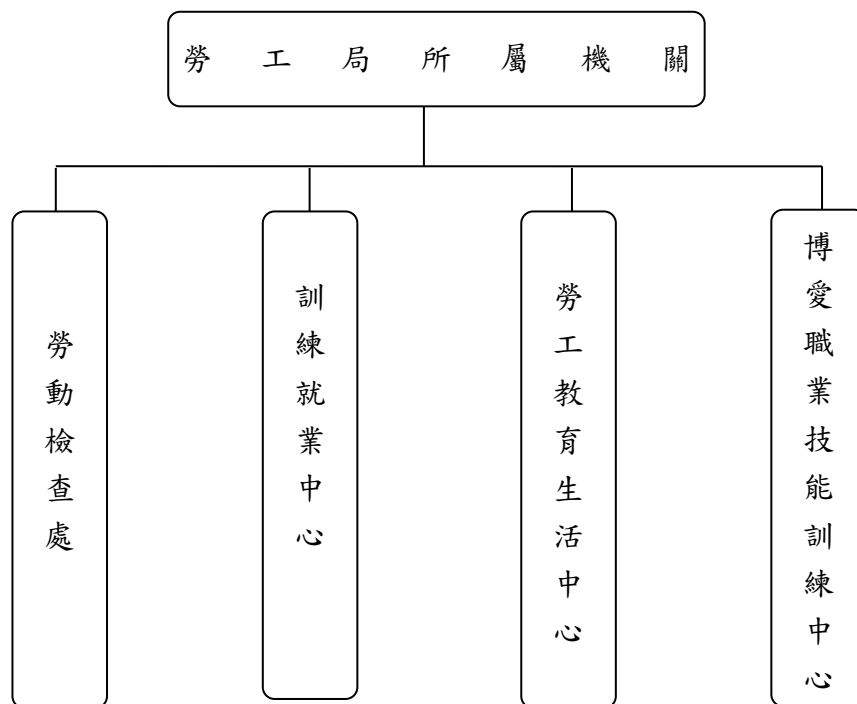 勞工局所屬機關
勞動檢查處
訓練就業中心
勞工教育生活中心
博愛職業技能訓練中心